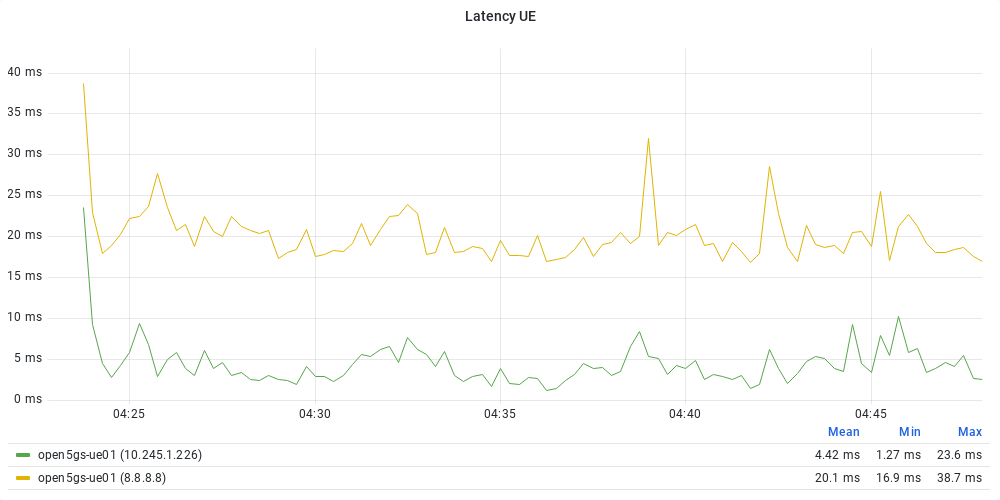 Latency UE
40 ms
35 ms
30 ms
25 ms
20 ms
15 ms
10 ms
5 ms
0 ms
04:25 04:30 04:35 04:40 04:45
Mean Min Max
open5gs-ue01 (10.245.1.226) 4.42 ms 1.27 ms 23.6 ms
open5gs-ue01 (8.8.8.8) 20.1 ms 16.9 ms 38.7 ms